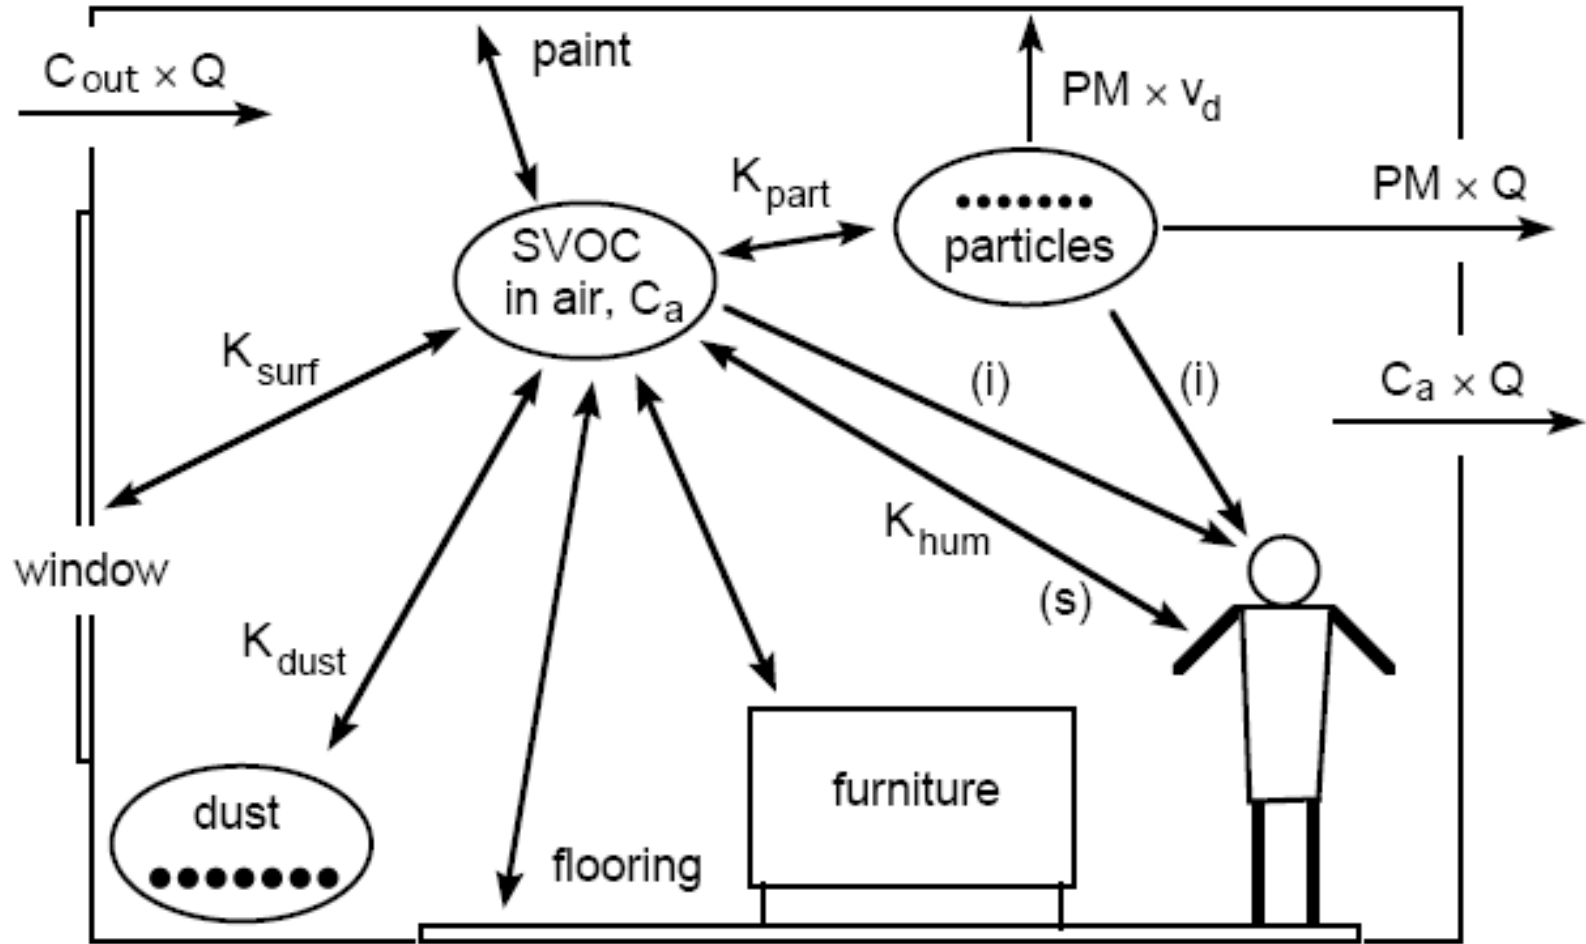 paint
C_out × Q
PM × v_d
K_part
PM × Q
SVOC
in air, C_a
particles
K_surf
(i)
(i)
C_a × Q
K_hum
window
(s)
K_dust
furniture
dust
flooring